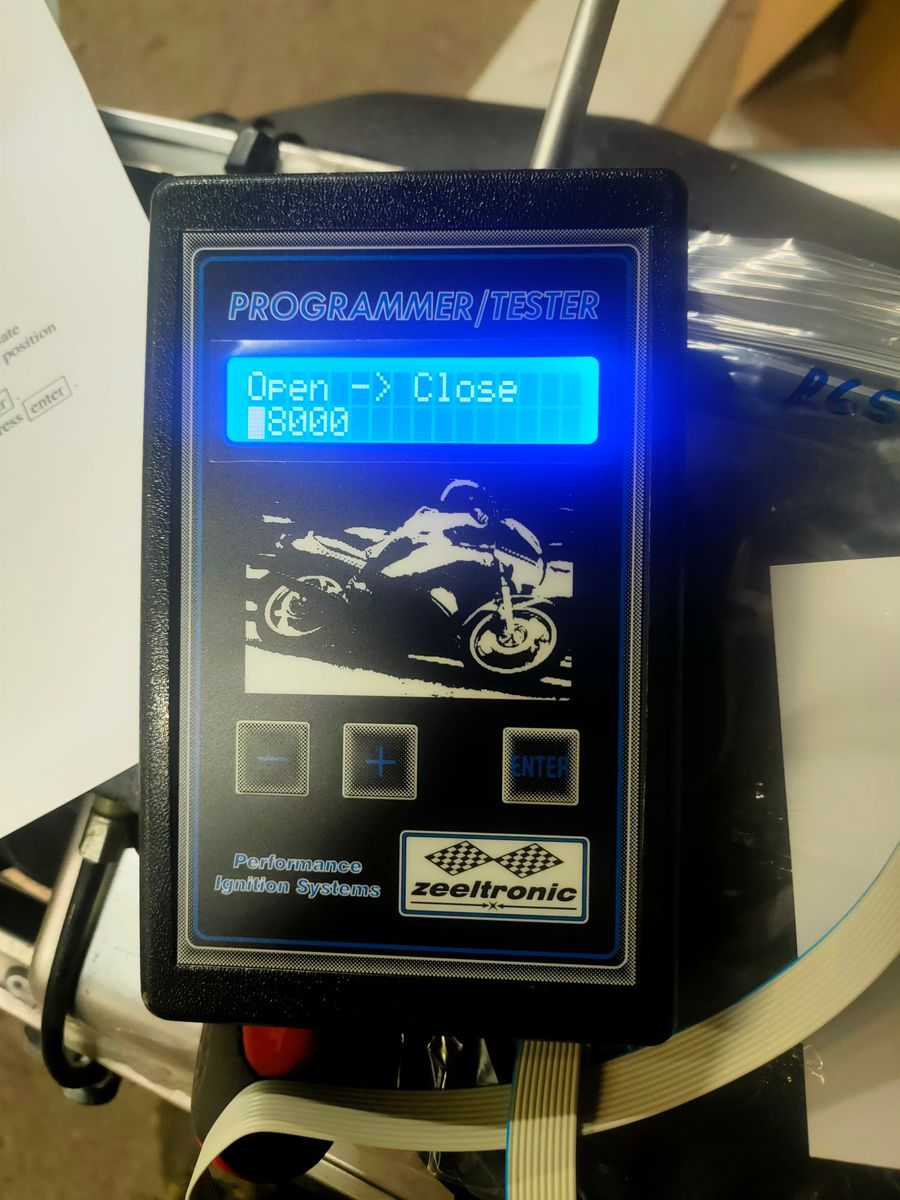 PROGRAMMER/TESTER
Open -> Close
8000
-
+
ENTER
Performance
Ignition Systems
zeeltronic
position
enter